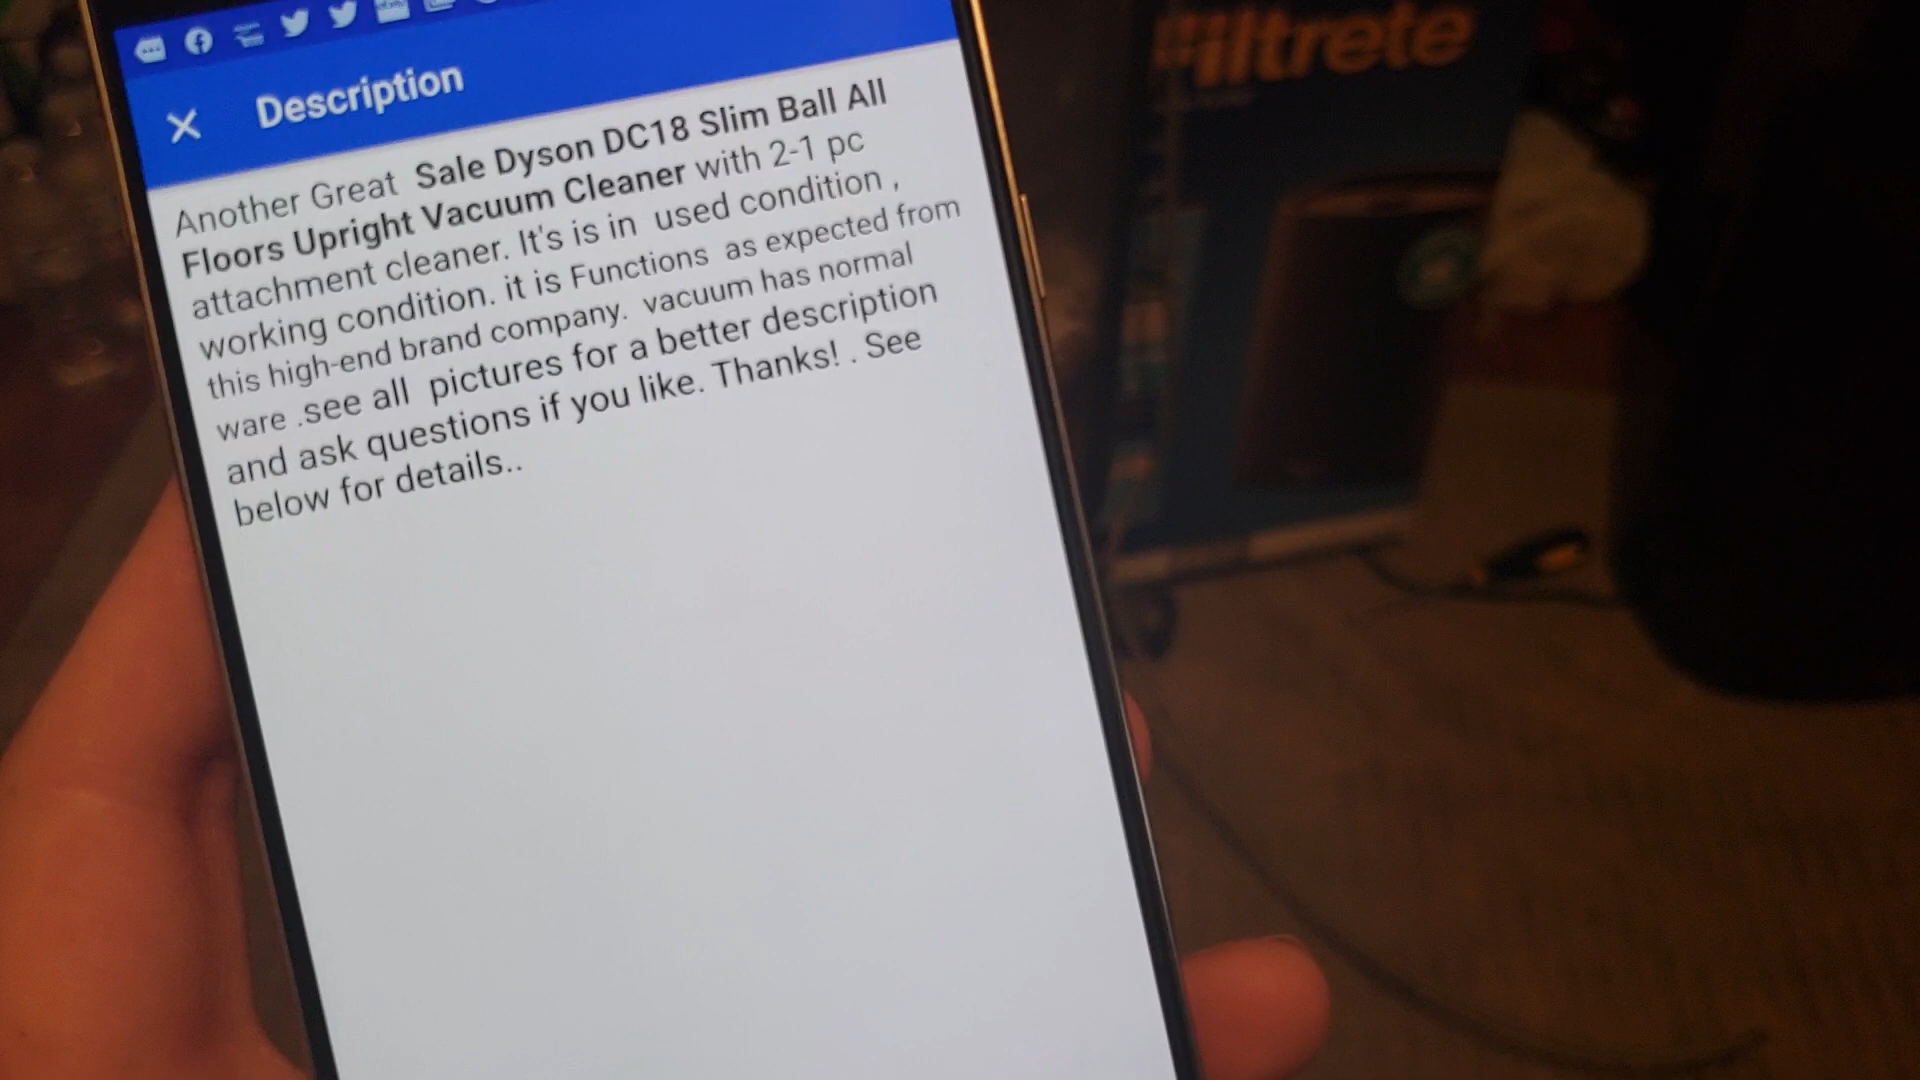 Description
Another Great Sale Dyson DC18 Slim Ball All
Floors Upright Vacuum Cleaner with 2-1 pc
attachment cleaner. It's is in used condition ,
working condition. it is Functions as expected from
this high-end brand company. vacuum has normal
ware .see all pictures for a better description
and ask questions if you like. Thanks! . See
below for details..
Filtrete